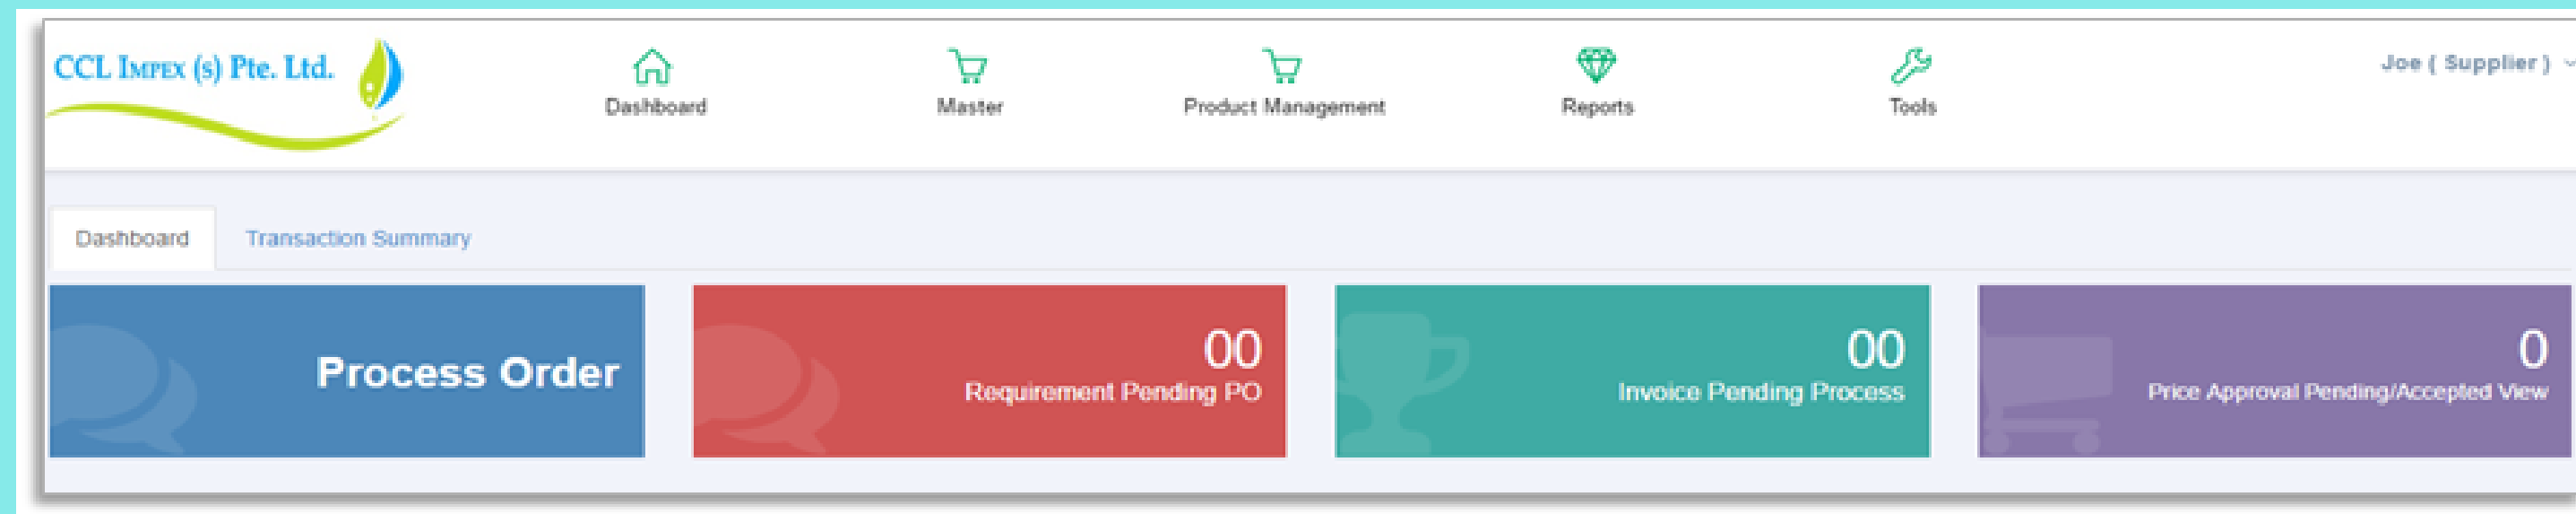 CCL Impex (s) Pte. Ltd.
Dashboard
Master
Product Management
Reports
Tools
Joe ( Supplier )
Dashboard
Transaction Summary
Process Order
00
Requirement Pending PO
00
Invoice Pending Process
0
Price Approval Pending/Accepted View